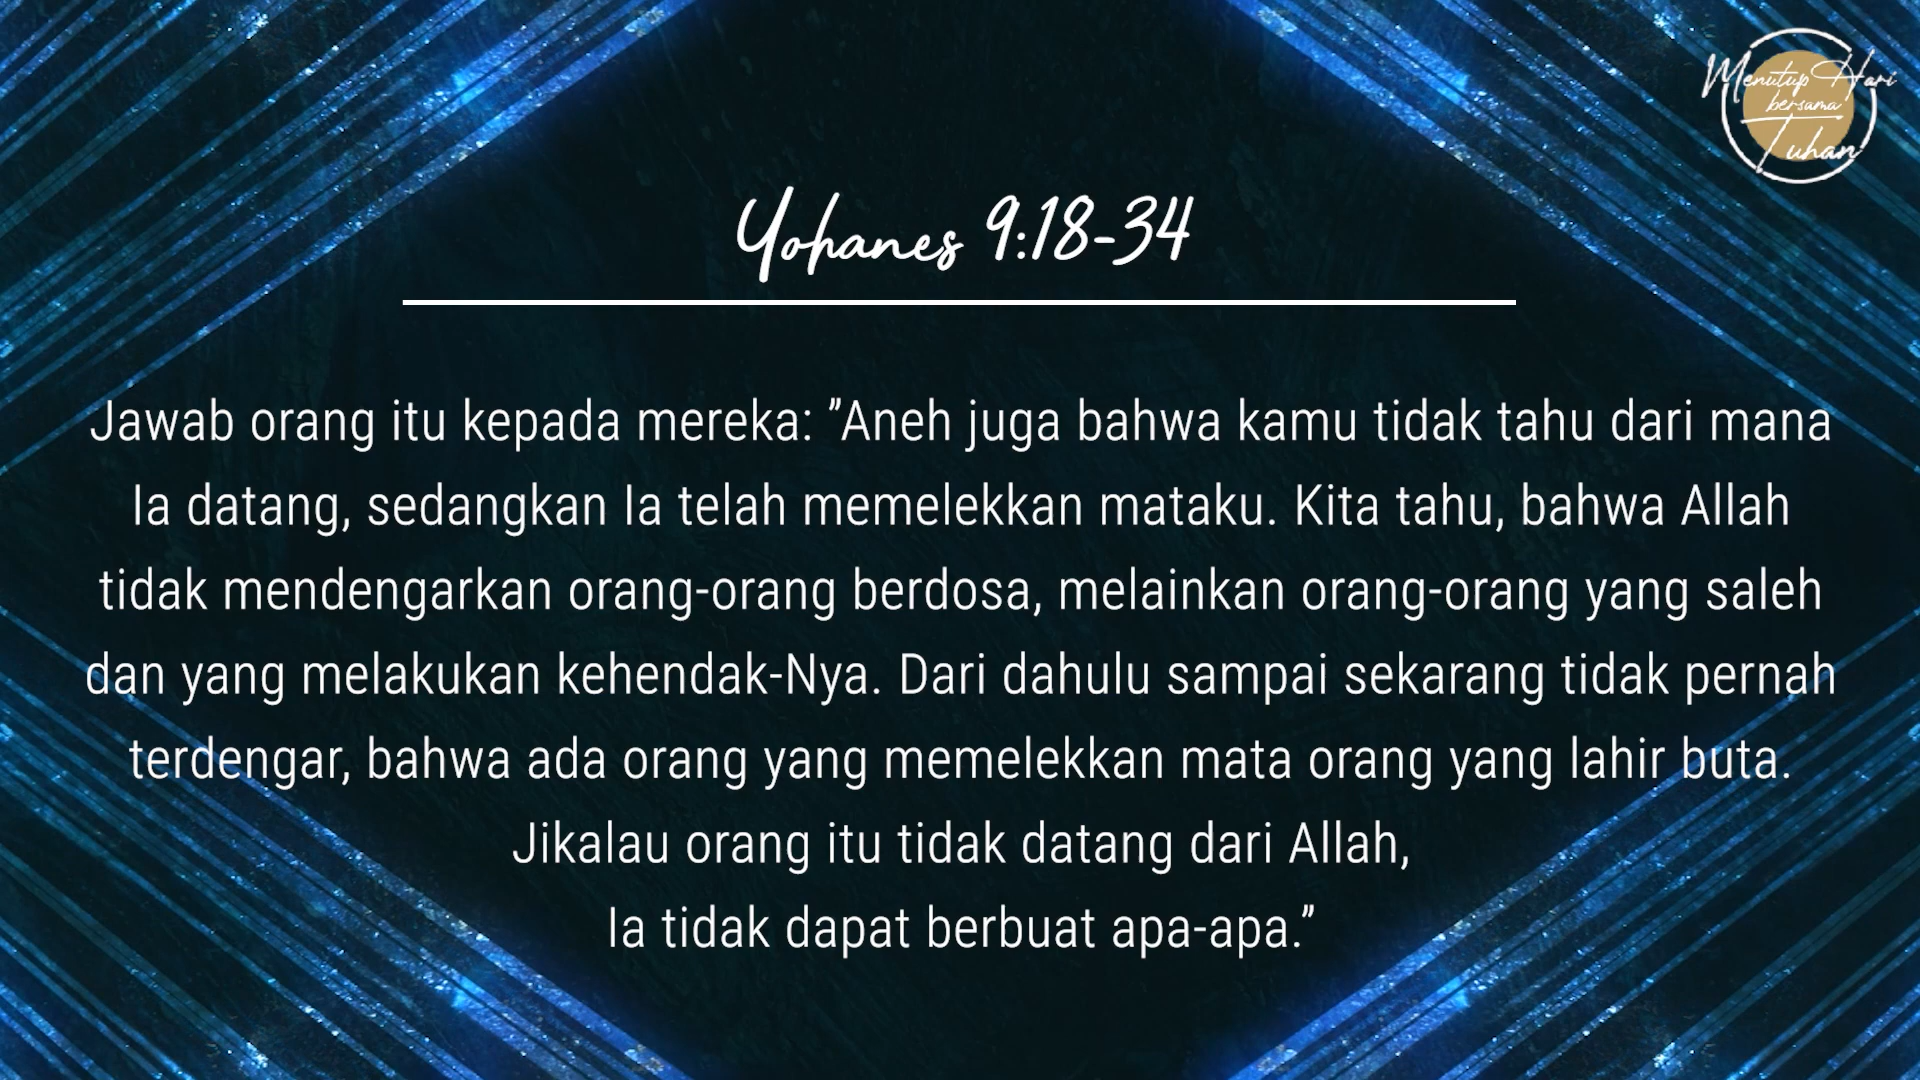 Menutup Hari
bersama
Tuhan
Yohanes 9:18-34
Jawab orang itu kepada mereka: ”Aneh juga bahwa kamu tidak tahu dari mana
Ia datang, sedangkan Ia telah memelekkan mataku. Kita tahu, bahwa Allah
tidak mendengarkan orang-orang berdosa, melainkan orang-orang yang saleh
dan yang melakukan kehendak-Nya. Dari dahulu sampai sekarang tidak pernah
terdengar, bahwa ada orang yang memelekkan mata orang yang lahir buta.
Jikalau orang itu tidak datang dari Allah,
Ia tidak dapat berbuat apa-apa.”